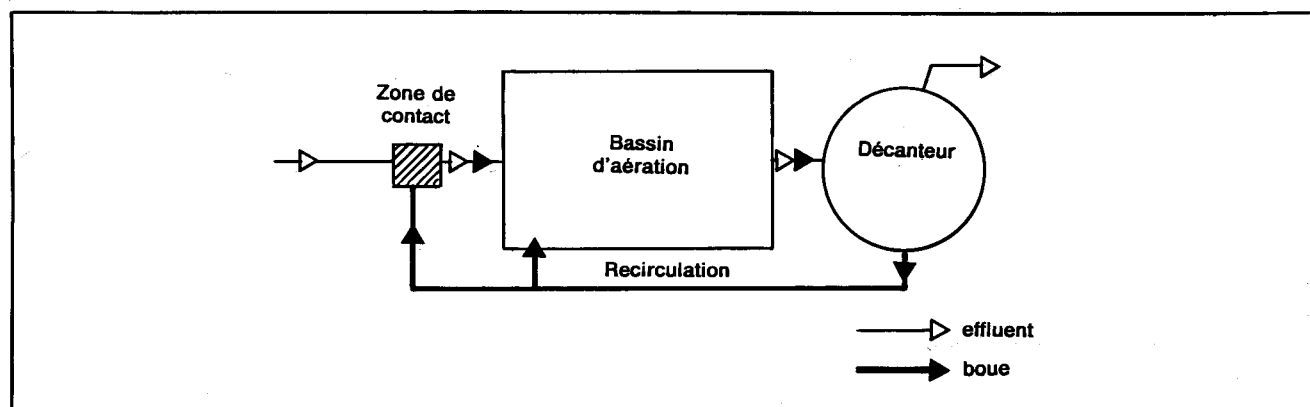 Zone de
contact
Bassin
d'aération
Décanteur
Recirculation
effluent
boue